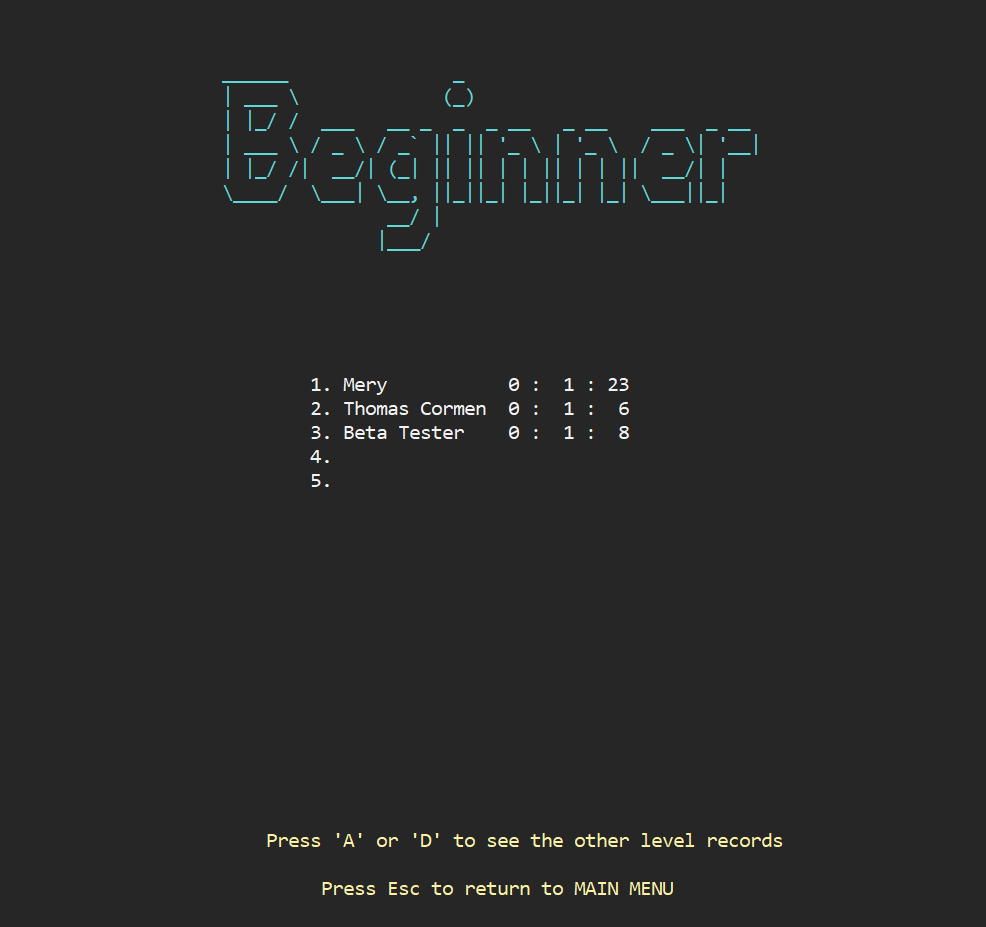 Beginner
1. Mery 0 : 1 : 23
2. Thomas Cormen 0 : 1 : 6
3. Beta Tester 0 : 1 : 8
4.
5.
Press 'A' or 'D' to see the other level records
Press Esc to return to MAIN MENU